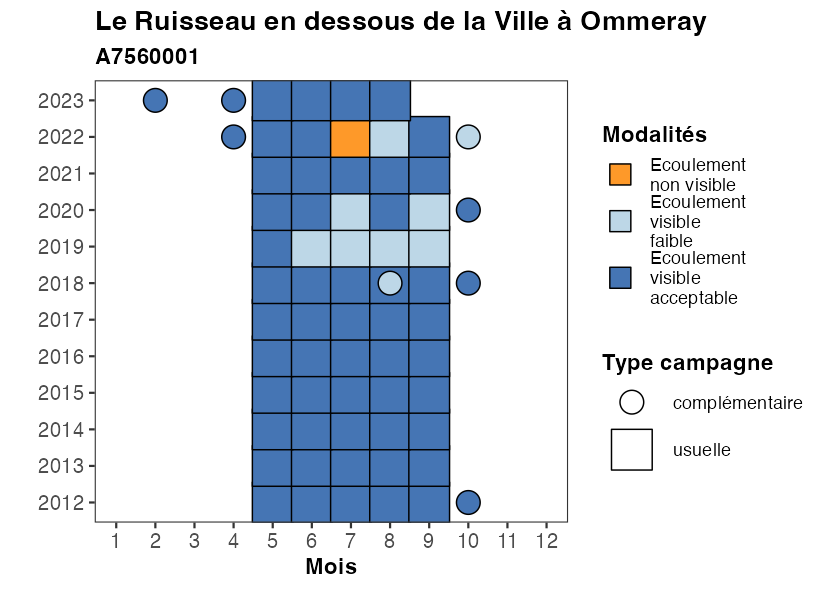 Le Ruisseau en dessous de la Ville à Ommeray
A7560001
2023
2022
2021
2020
2019
2018
2017
2016
2015
2014
2013
2012
1 2 3 4 5 6 7 8 9 10 11 12
Mois
Modalités
Ecoulement
non visible
Ecoulement
visible
faible
Ecoulement
visible
acceptable
Type campagne
complémentaire
usuelle